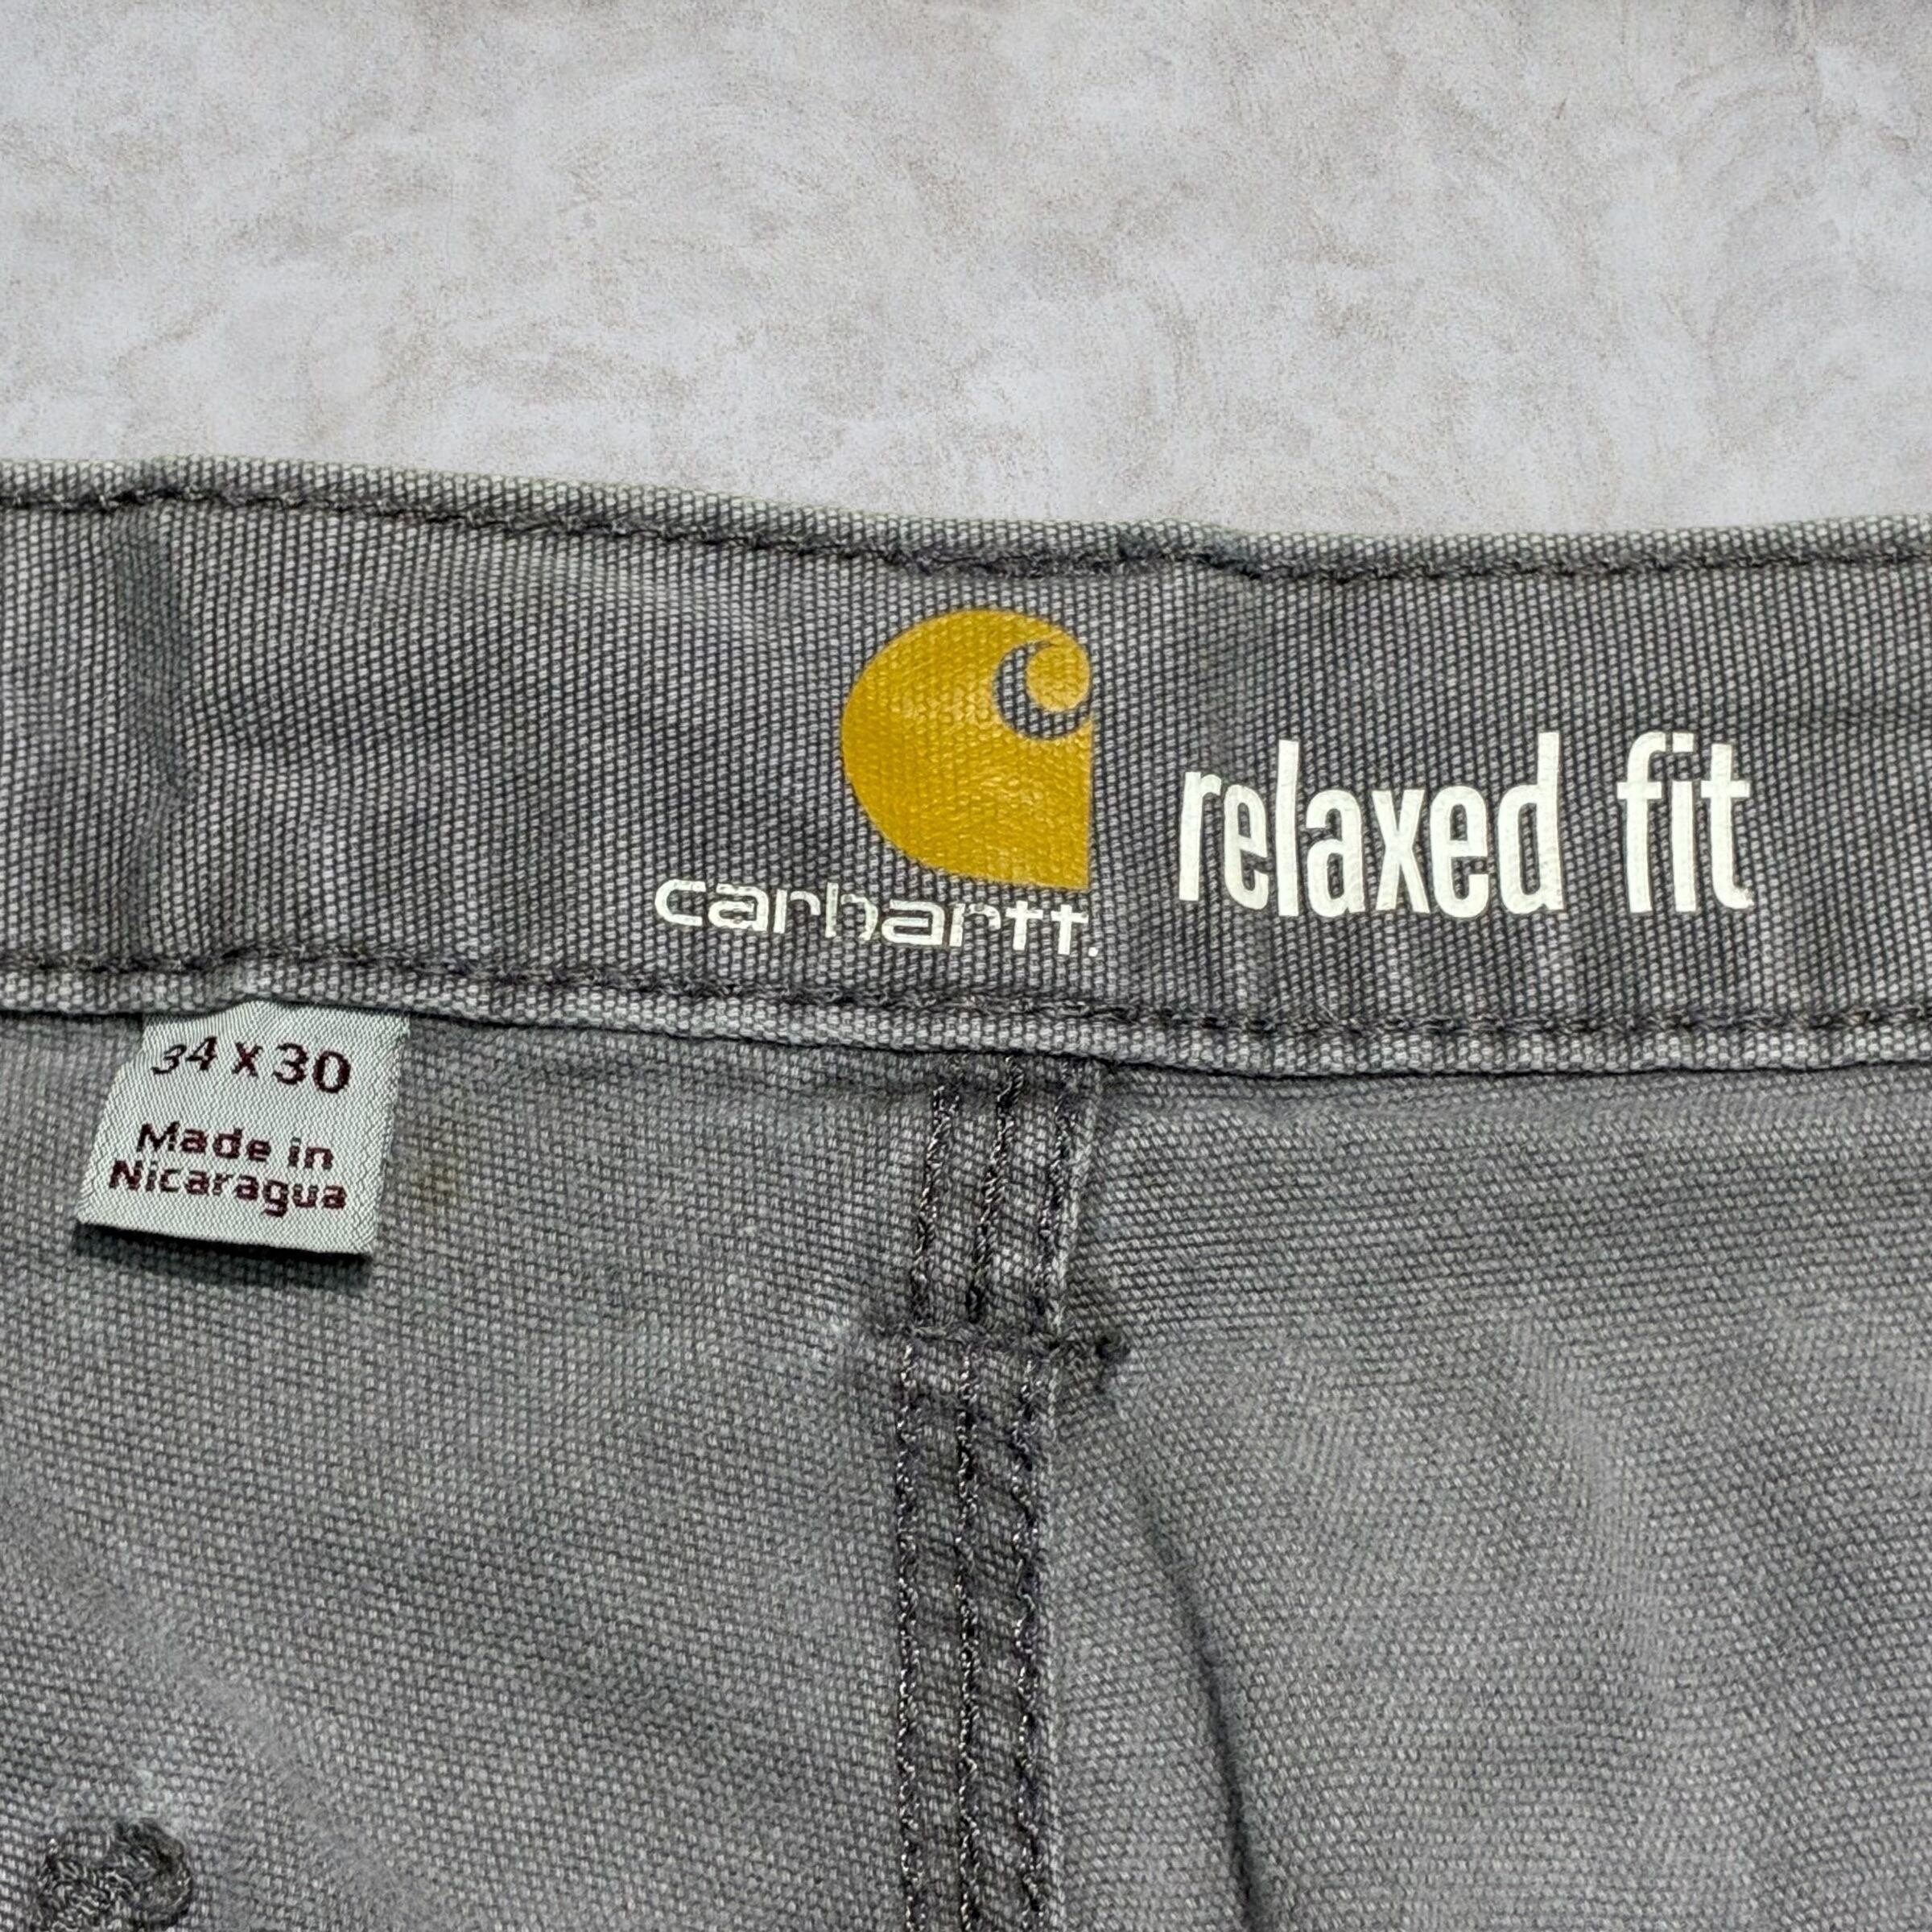 carhartt.
relaxed fit
34 x 30
Made in
Nicaragua